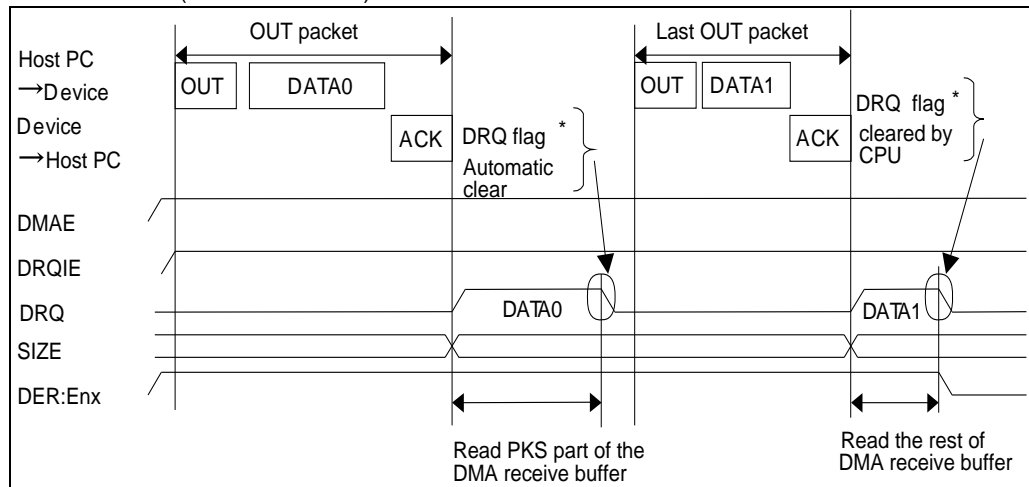 OUT packet
Last OUT packet
Host PC
→Device
OUT
DATA0
OUT
DATA1
Device
→Host PC
ACK
DRQ flag *
Automatic
clear
ACK
DRQ flag *
cleared by
CPU
DMAE
DRQIE
DRQ
DATA0
DATA1
SIZE
DER:Enx
Read PKS part of the
DMA receive buffer
Read the rest of
DMA receive buffer